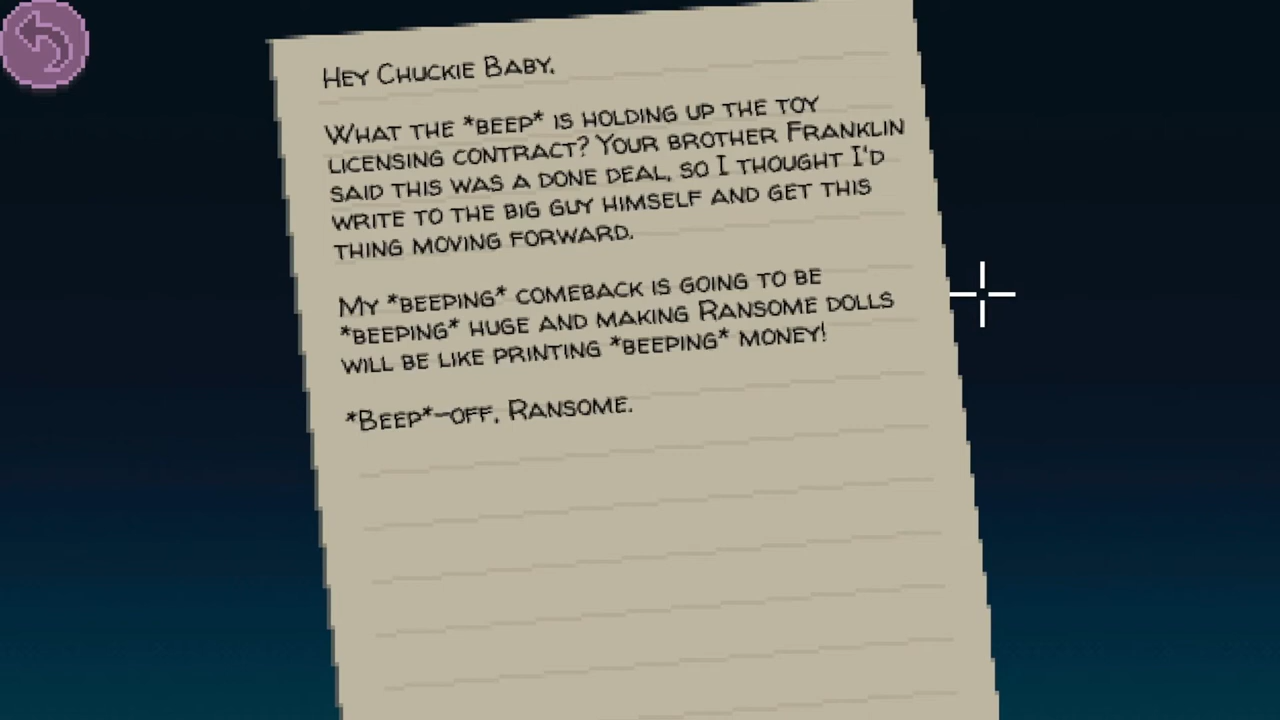 Hey Chuckie Baby,
What the *beep* is holding up the toy
licensing contract? Your brother Franklin
said this was a done deal, so I thought I'd
write to the big guy himself and get this
thing moving forward.
My *beeping* comeback is going to be
*beeping* huge and making Ransome dolls
will be like printing *beeping* money!
*Beep*-off, Ransome.